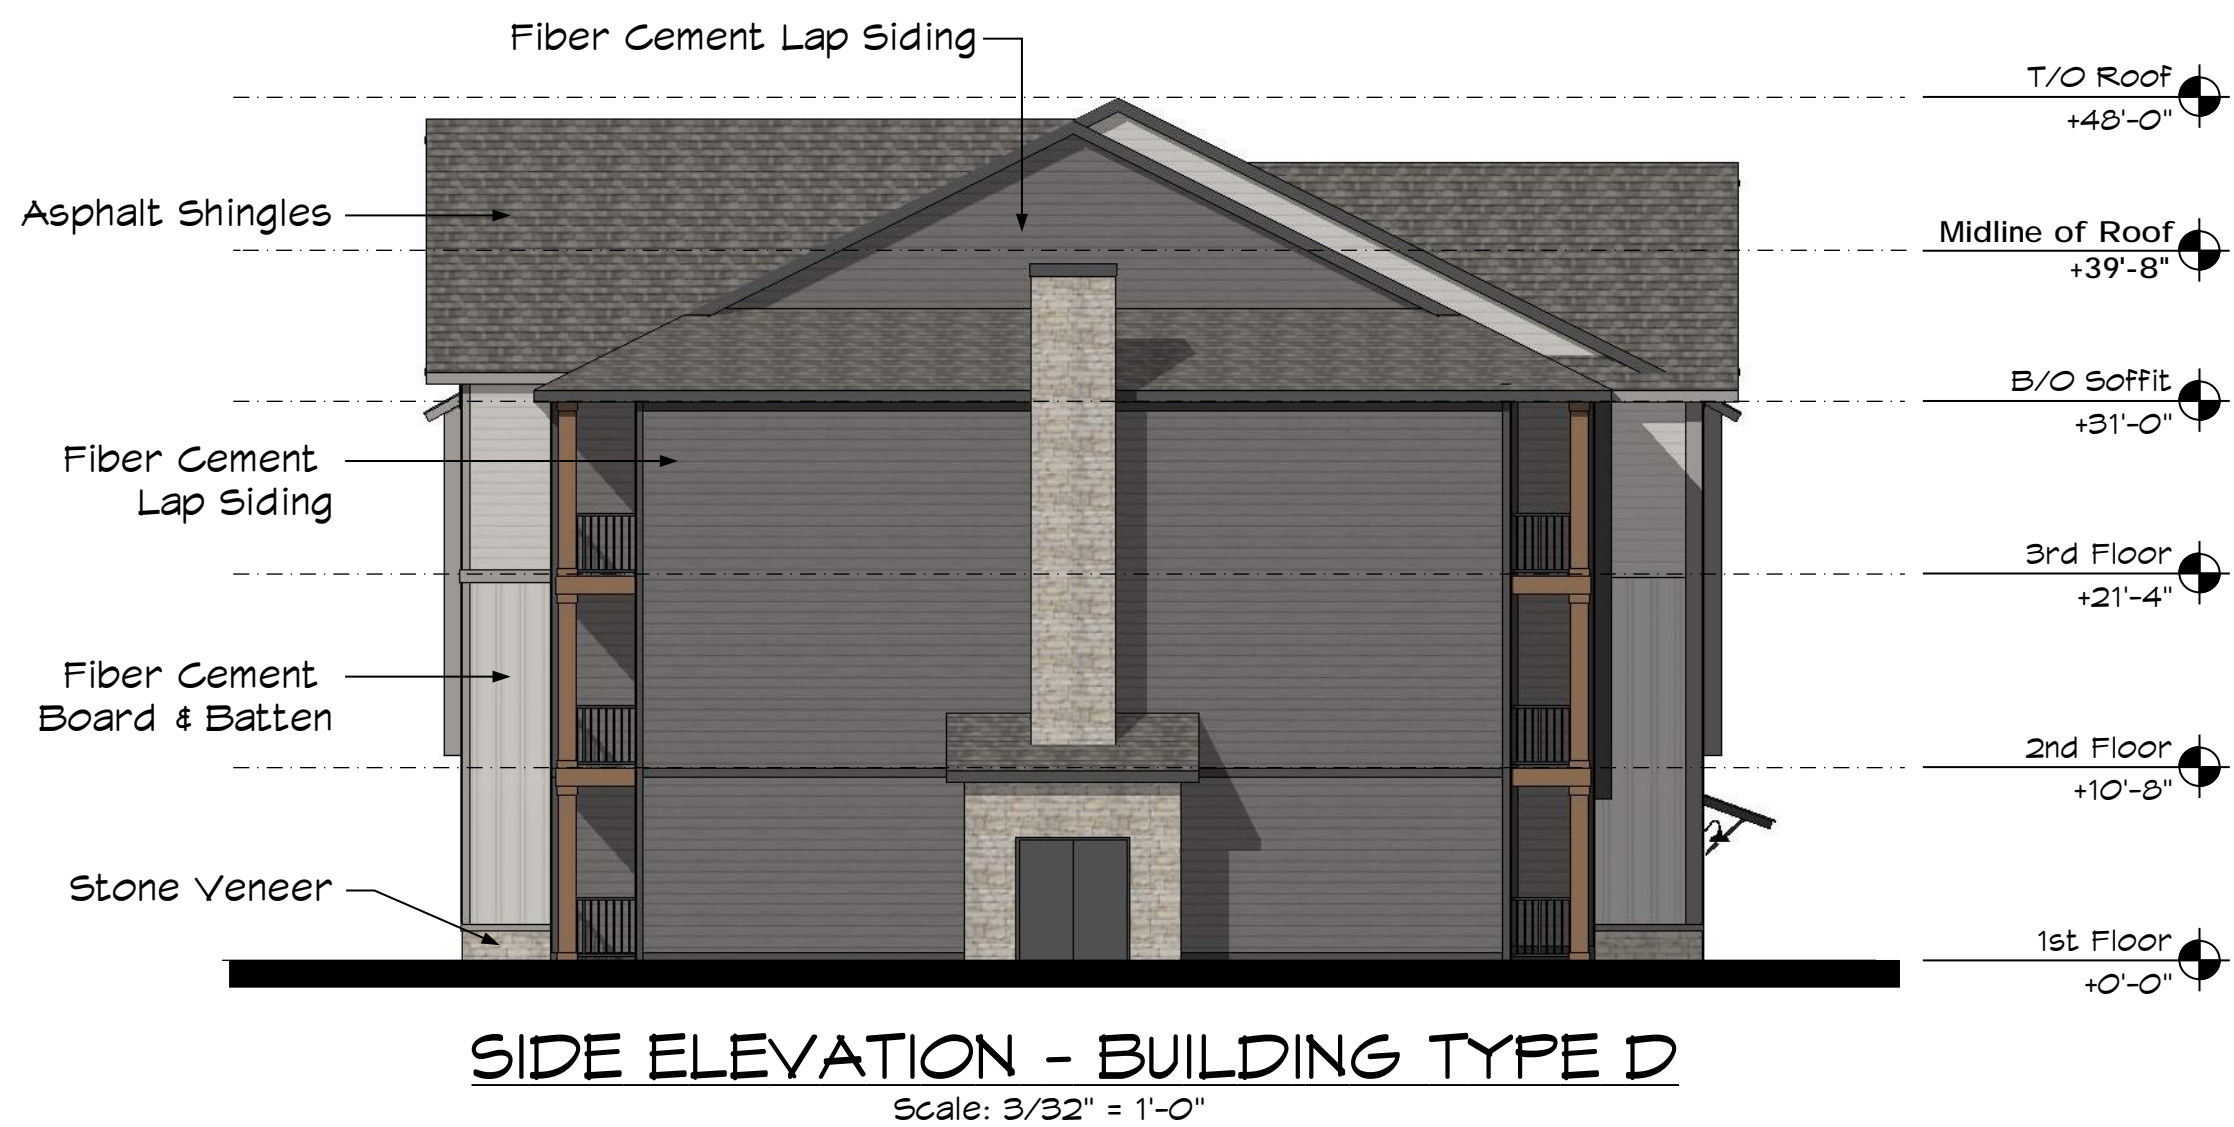 Fiber Cement Lap Siding
T/O Roof
+48'-0"
Asphalt Shingles
Midline of Roof
+39'-8"
B/O Soffit
+31'-0"
Fiber Cement
Lap Siding
3rd Floor
+21'-4"
Fiber Cement
Board & Batten
2nd Floor
+10'-8"
Stone Veneer
1st Floor
+0'-0"
SIDE ELEVATION - BUILDING TYPE D
Scale: 3/32" = 1'-0"